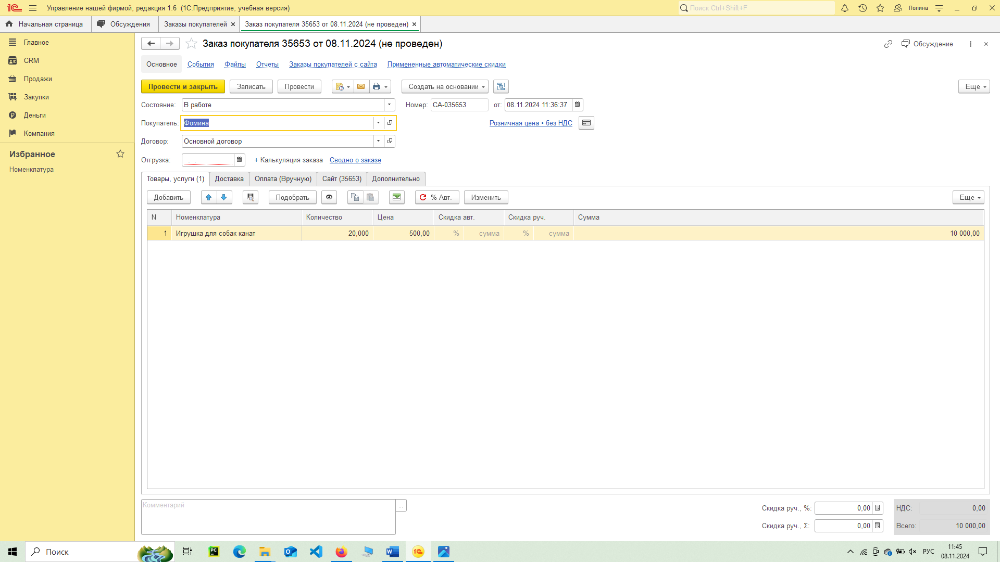 Управление нашей фирмой, редакция 1.6 (1С:Предприятие, учебная версия)
Поиск Ctrl+Shift+F
Полина
Начальная страница
Обсуждения
Заказы покупателей
Заказ покупателя 35653 от 08.11.2024 (не проведен)
Главное
CRM
Продажи
Закупки
Деньги
Компания
Избранное
Номенклатура
Заказ покупателя 35653 от 08.11.2024 (не проведен)
Обсуждение
Основное События Файлы Отчеты Заказы покупателей с сайта Примененные автоматические скидки
Провести и закрыть Записать Провести Создать на основании Еще
Состояние: В работе Номер: СА-035653 от: 08.11.2024 11:36:37
Покупатель: Фомина Розничная цена • без НДС
Договор: Основной договор
Отгрузка: . . + Калькуляция заказа Сводно о заказе
Товары, услуги (1) Доставка Оплата (Вручную) Сайт (35653) Дополнительно
Добавить Подобрать % Авт. Изменить Еще
N Номенклатура Количество Цена Скидка авт. Скидка руч. Сумма
1 Игрушка для собак канат 20,000 500,00 % сумма % сумма 10 000,00
Комментарий
...
Скидка руч., %: 0,00 НДС: 0,00
Скидка руч., Σ: 0,00 Всего: 10 000,00
Поиск
РУС
11:45
08.11.2024